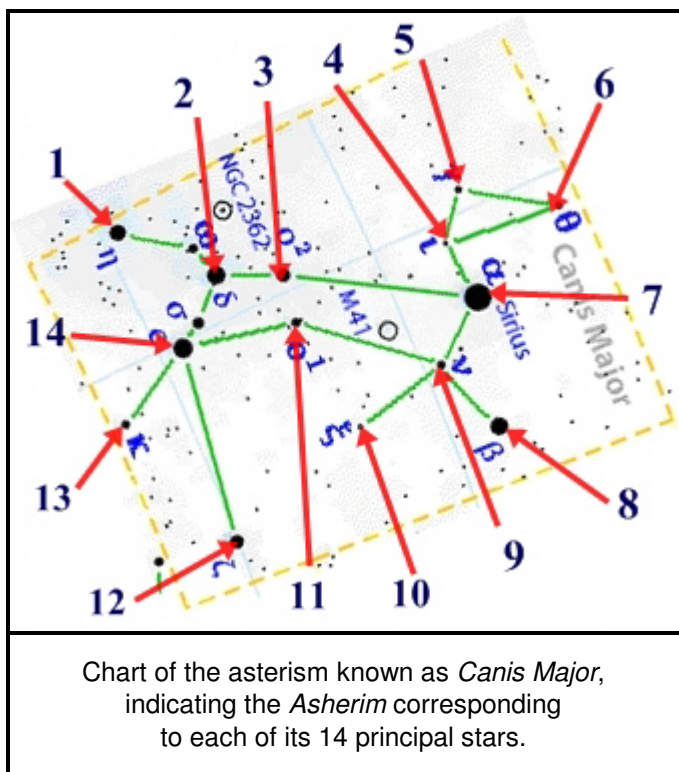 5
4
6
3
2
1
NGC 2362
η
ω
ο²
ι
θ
δ
α
Sirius
Canis Major
7
σ
14
M41
ο1
ν
ξ
β
κ
13
8
9
12
ζ
11
10
Chart of the asterism known as Canis Major,
indicating the Asherim corresponding
to each of its 14 principal stars.